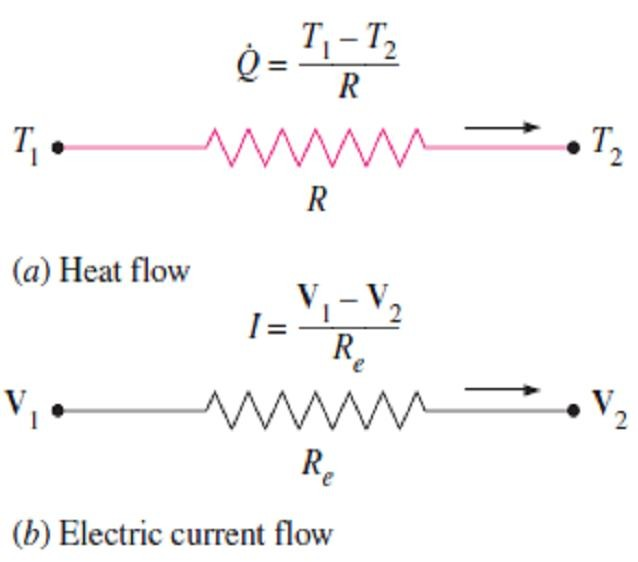 Q̇ = (T₁ – T₂) / R
T₁ T₂
R
(a) Heat flow
I = (V₁ – V₂) / Rₑ
V₁ V₂
Rₑ
(b) Electric current flow